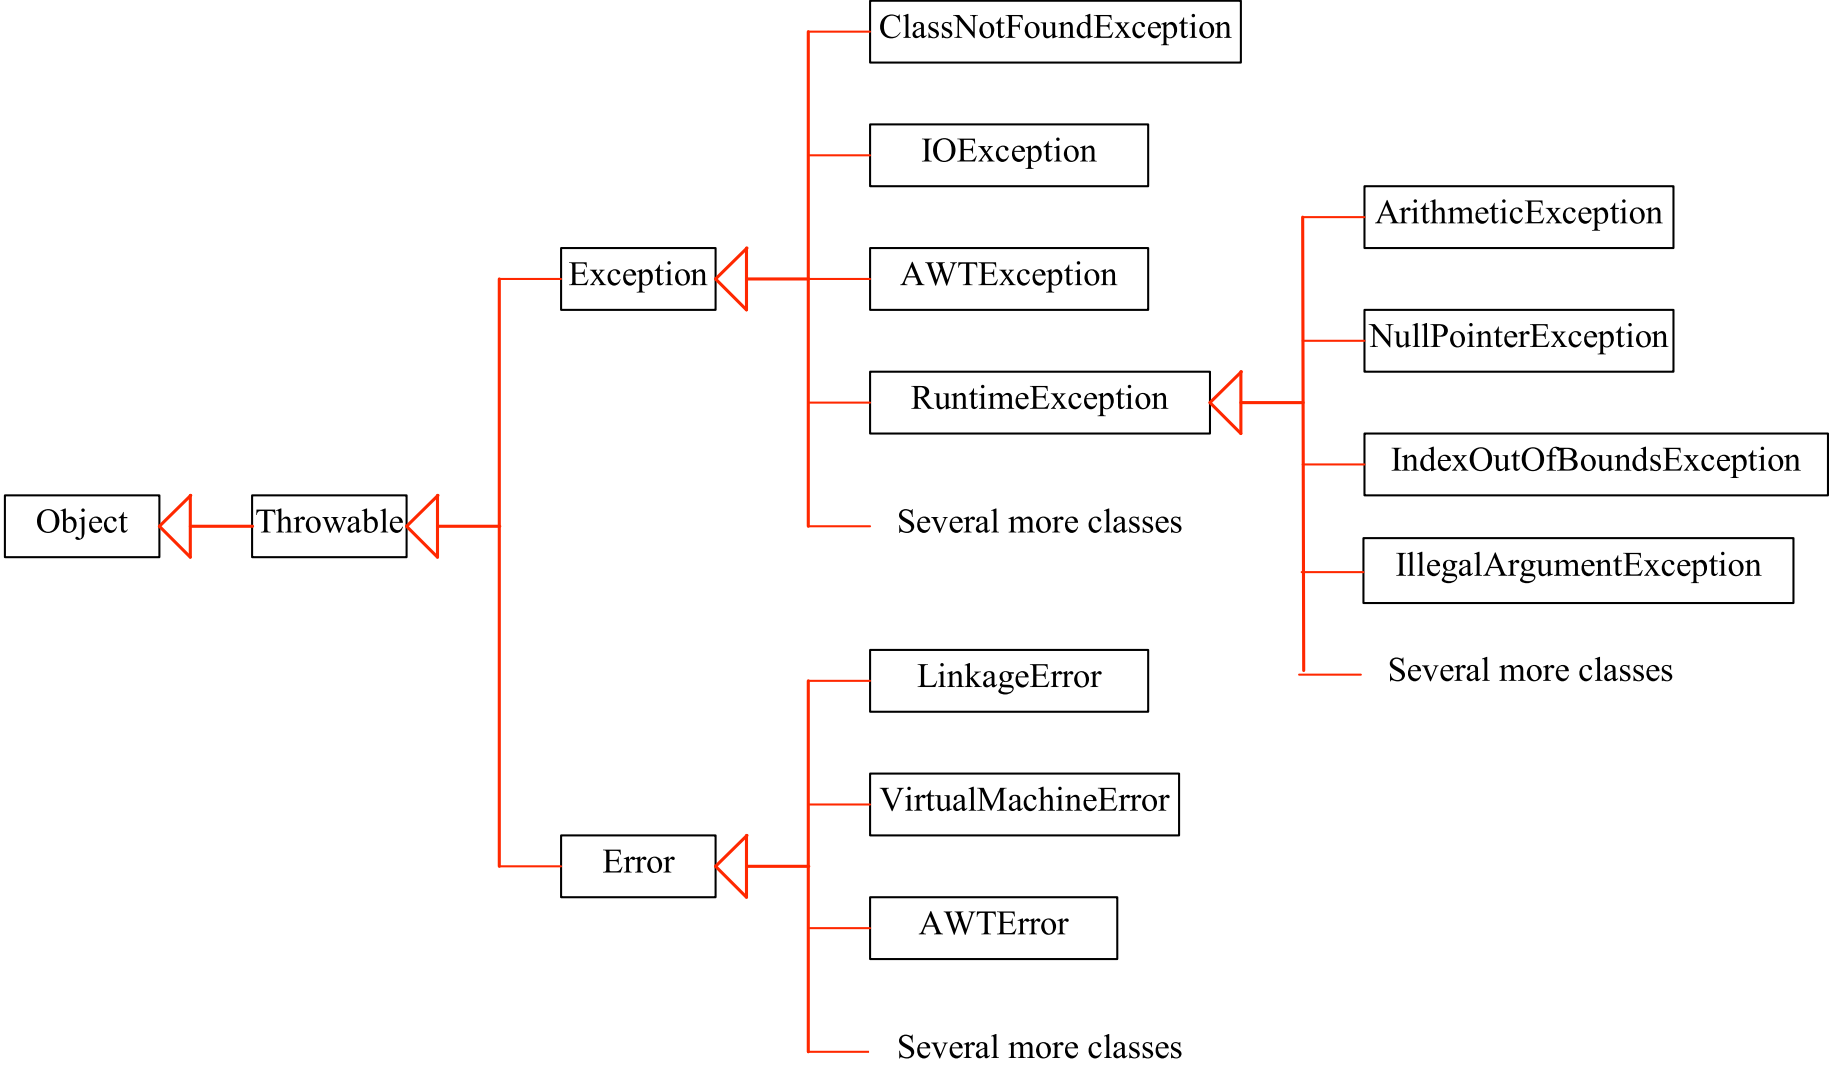 ClassNotFoundException
IOException
ArithmeticException
Exception
AWTException
NullPointerException
RuntimeException
IndexOutOfBoundsException
Object
Throwable
Several more classes
IllegalArgumentException
LinkageError
Several more classes
VirtualMachineError
Error
AWTError
Several more classes